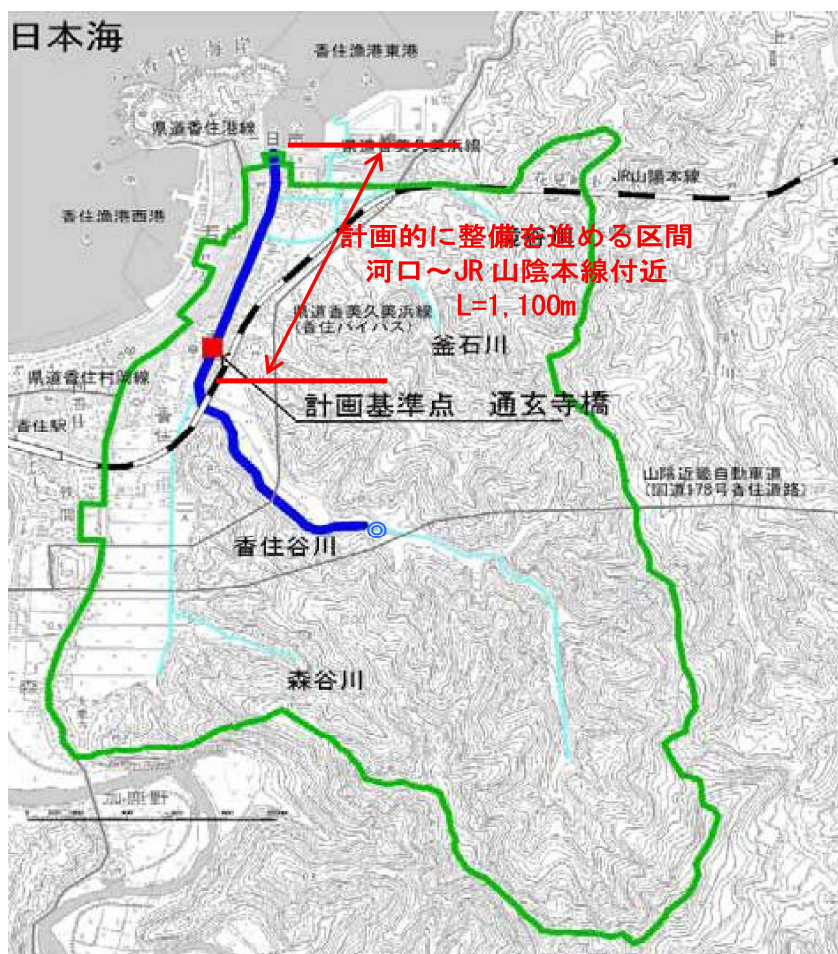 日本海
香住漁港東港
県道香住港線
香住漁港西港
県道香美久美浜線
JR山陽本線
計画的に整備を進める区間
河口～JR山陰本線付近
L=1,100m
県道香美久美浜線
(香住バイパス)
釜石川
県道香住村岡線
計画基準点　通玄寺橋
香住駅
山陰近畿自動車道
(国道178号香住道路)
香住谷川
森谷川
森